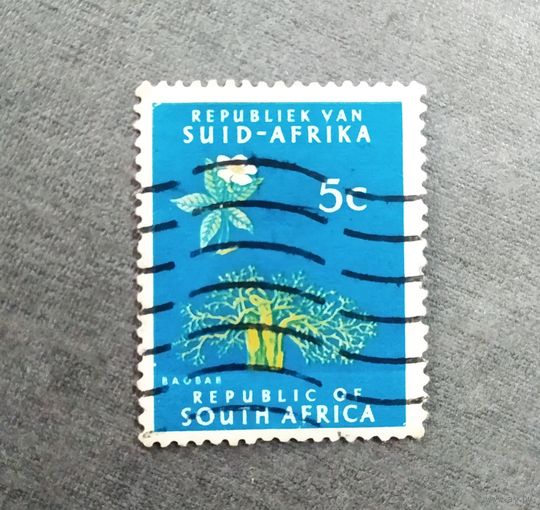 REPUBLIEK VAN
SUID-AFRIKA
5c
BAOBAB
REPUBLIC OF
SOUTH AFRICA